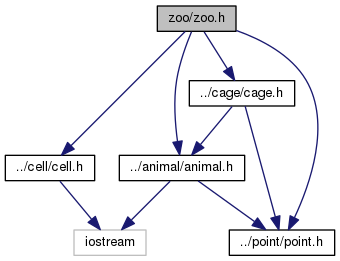 zoo/zoo.h
../cage/cage.h
../cell/cell.h
../animal/animal.h
iostream
../point/point.h